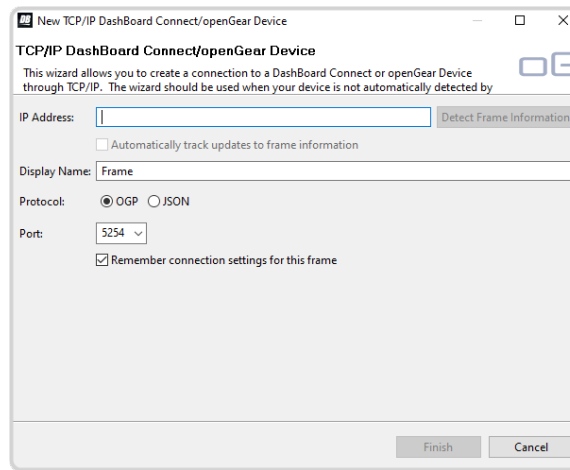 DB New TCP/IP DashBoard Connect/openGear Device
TCP/IP DashBoard Connect/openGear Device
This wizard allows you to create a connection to a DashBoard Connect or openGear Device
through TCP/IP. The wizard should be used when your device is not automatically detected by
IP Address: Detect Frame Information
Automatically track updates to frame information
Display Name: Frame
Protocol: OGP JSON
Port: 5254
Remember connection settings for this frame
Finish Cancel